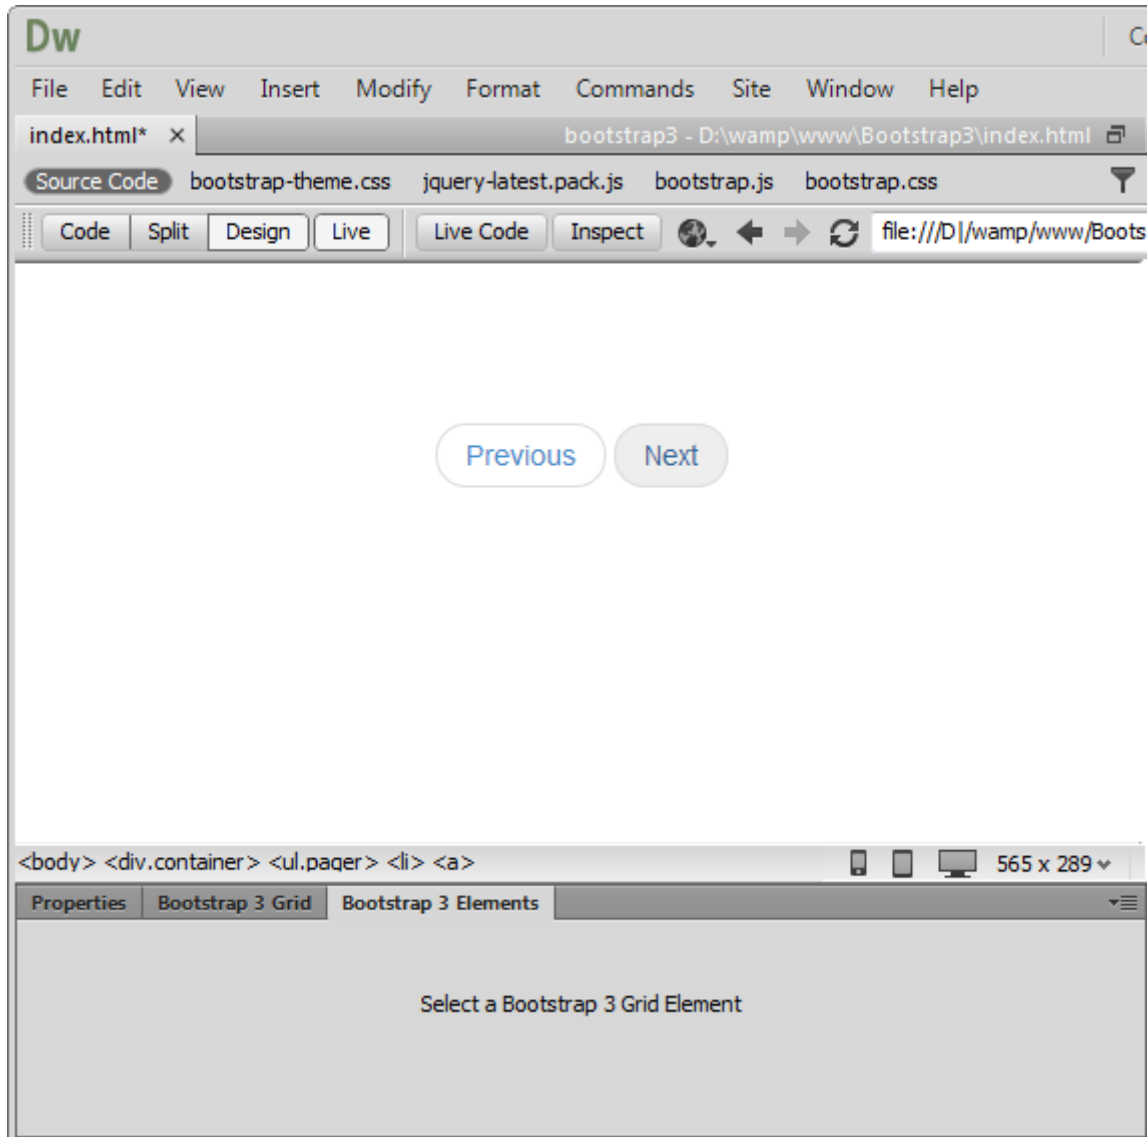 Dw
File Edit View Insert Modify Format Commands Site Window Help
index.html* × bootstrap3 - D:\wamp\www\Bootstrap3\index.html
Source Code bootstrap-theme.css jquery-latest.pack.js bootstrap.js bootstrap.css
Code Split Design Live Live Code Inspect file:///D|/wamp/www/Boots
Previous Next
<body> <div.container> <ul.pager> <li> <a> 565 x 289
Properties Bootstrap 3 Grid Bootstrap 3 Elements
Select a Bootstrap 3 Grid Element